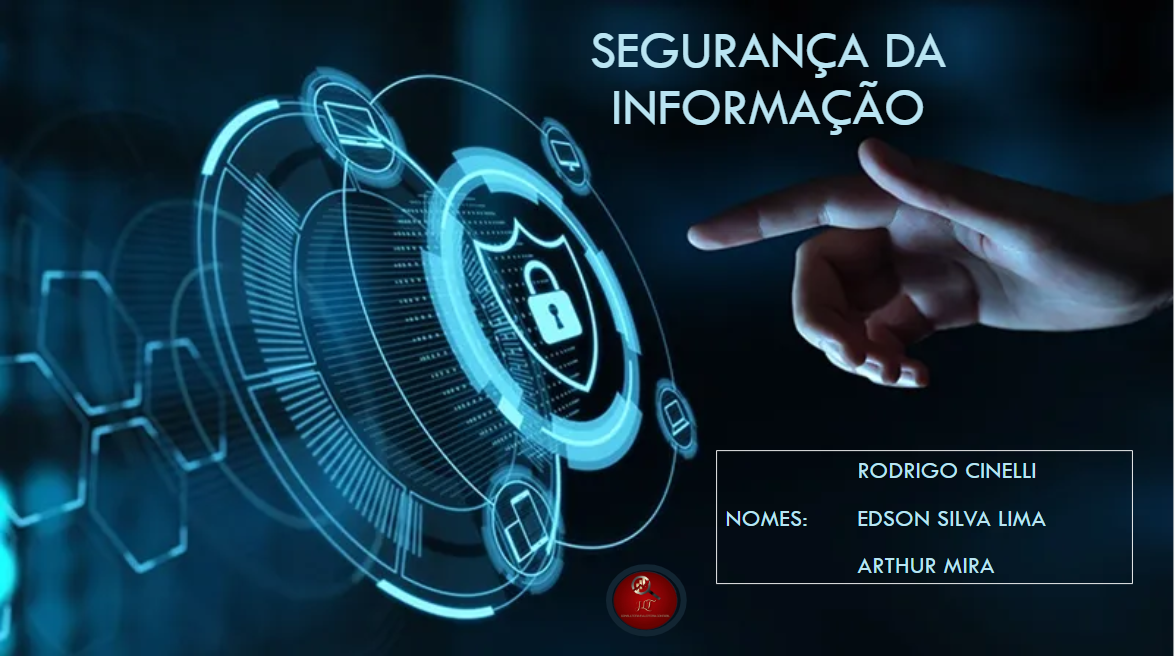 SEGURANÇA DA
INFORMAÇÃO
RODRIGO CINELLI
NOMES: EDSON SILVA LIMA
ARTHUR MIRA